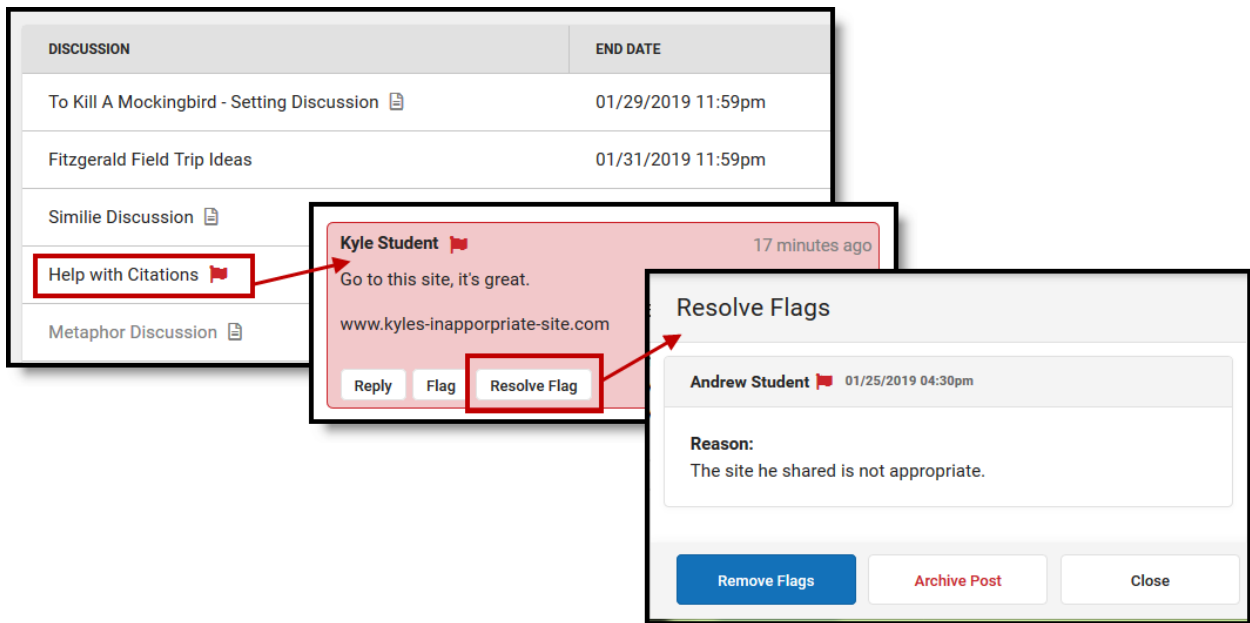 DISCUSSION END DATE
To Kill A Mockingbird - Setting Discussion 01/29/2019 11:59pm
Fitzgerald Field Trip Ideas 01/31/2019 11:59pm
Similie Discussion
Help with Citations
Metaphor Discussion
Kyle Student 17 minutes ago
Go to this site, it's great.
www.kyles-inapporpriate-site.com
Reply Flag Resolve Flag
Resolve Flags
Andrew Student 01/25/2019 04:30pm
Reason:
The site he shared is not appropriate.
Remove Flags Archive Post Close